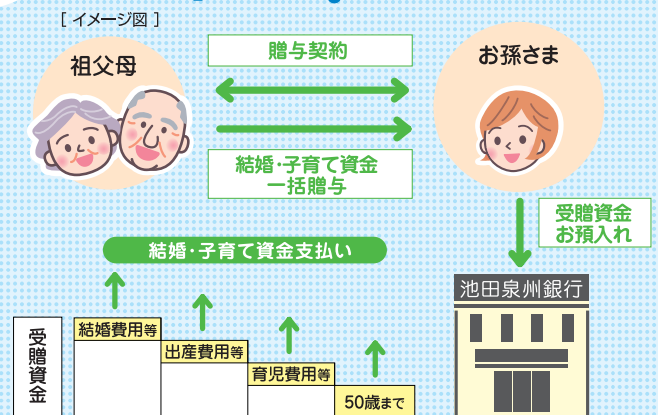 [ イメージ図 ]
祖父母
贈与契約
お孫さま
結婚・子育て資金
一括贈与
受贈資金
お預入れ
結婚・子育て資金支払い
池田泉州銀行
受贈資金
結婚費用等
出産費用等
育児費用等
50歳まで